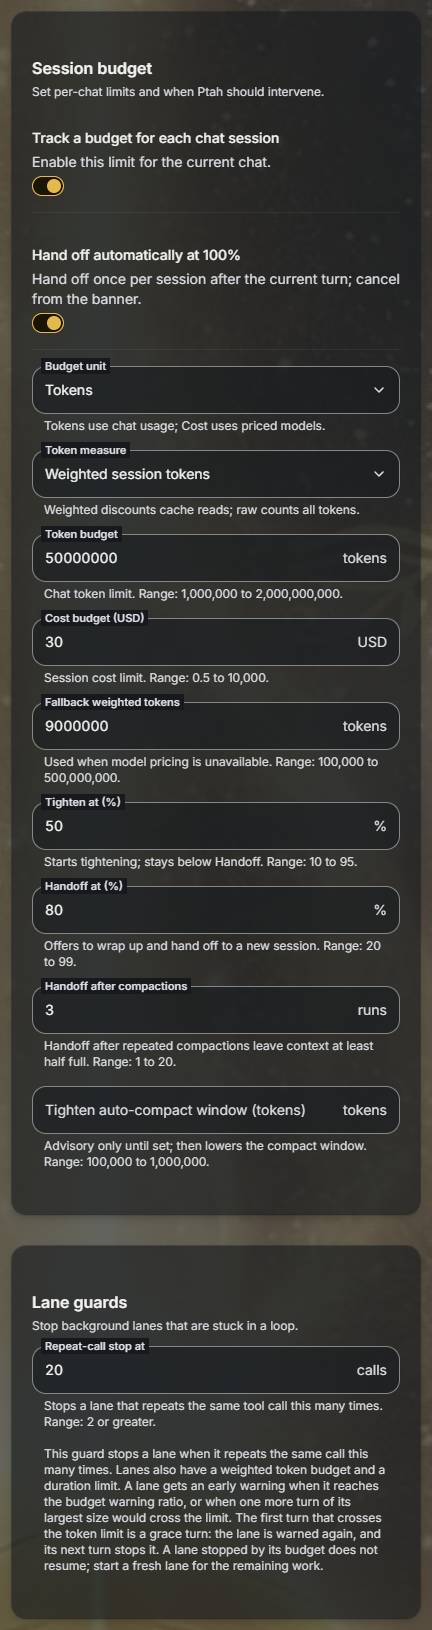 Session budget
Set per-chat limits and when Ptah should intervene.
Track a budget for each chat session
Enable this limit for the current chat.
Hand off automatically at 100%
Hand off once per session after the current turn; cancel
from the banner.
Budget unit
Tokens
Tokens use chat usage; Cost uses priced models.
Token measure
Weighted session tokens
Weighted discounts cache reads; raw counts all tokens.
Token budget
50000000 tokens
Chat token limit. Range: 1,000,000 to 2,000,000,000.
Cost budget (USD)
30 USD
Session cost limit. Range: 0.5 to 10,000.
Fallback weighted tokens
9000000 tokens
Used when model pricing is unavailable. Range: 100,000 to
500,000,000.
Tighten at (%)
50 %
Starts tightening; stays below Handoff. Range: 10 to 95.
Handoff at (%)
80 %
Offers to wrap up and hand off to a new session. Range: 20
to 99.
Handoff after compactions
3 runs
Handoff after repeated compactions leave context at least
half full. Range: 1 to 20.
Tighten auto-compact window (tokens) tokens
Advisory only until set; then lowers the compact window.
Range: 100,000 to 1,000,000.
Lane guards
Stop background lanes that are stuck in a loop.
Repeat-call stop at
20 calls
Stops a lane that repeats the same tool call this many times.
Range: 2 or greater.
This guard stops a lane when it repeats the same call this
many times. Lanes also have a weighted token budget and a
duration limit. A lane gets an early warning when it reaches
the budget warning ratio, or when one more turn of its
largest size would cross the limit. The first turn that crosses
the token limit is a grace turn: the lane is warned again, and
its next turn stops it. A lane stopped by its budget does not
resume; start a fresh lane for the remaining work.